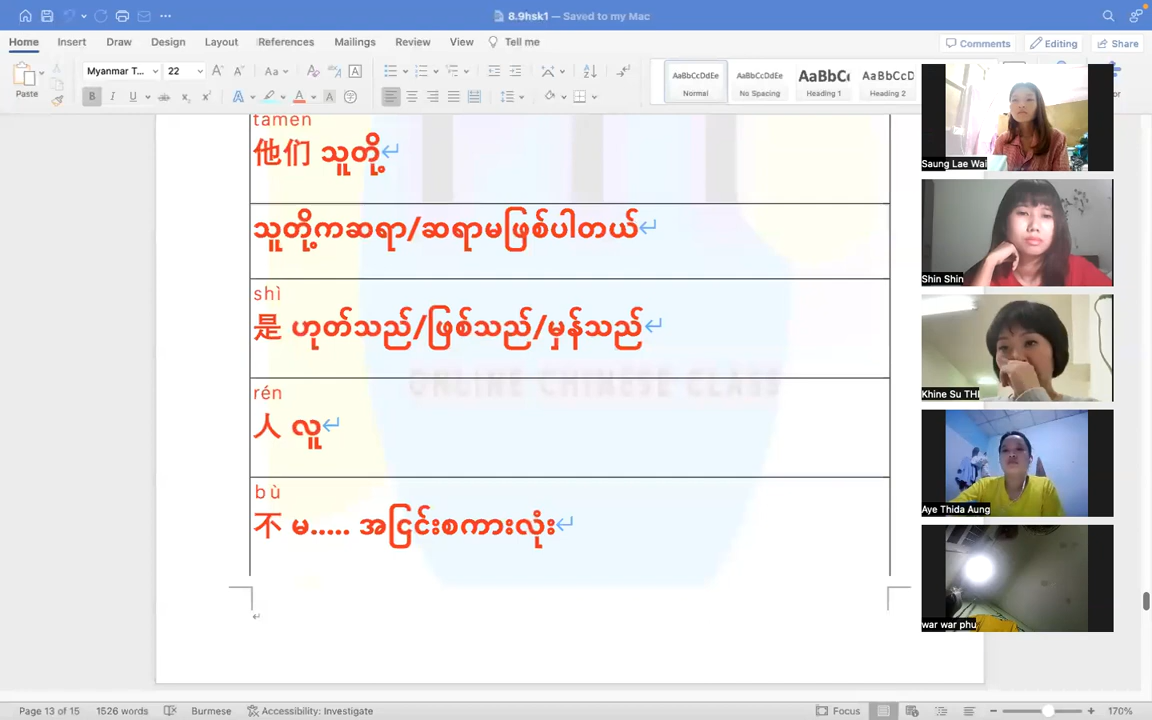 8.9hsk1 — Saved to my Mac
Home Insert Draw Design Layout References Mailings Review View Tell me
Comments Editing Share
Paste
Myanmar T... 22
AaBbCcDdEe AaBbCcDdEe AaBbC AaBbCcD
Normal No Spacing Heading 1 Heading 2
tamen
他们 သူတို့
သူတို့ကဆရာ/ဆရာမဖြစ်ပါတယ်
shì
是 ဟုတ်သည်/ဖြစ်သည်/မှန်သည်
rén
人 လူ
bù
不 မ..... အငြင်းစကားလုံး
ONLINE CHINESE CLASS
Saung Lae Wai
Shin Shin
Khine Su THI
Aye Thida Aung
war war phu
Page 13 of 15 1526 words Burmese Accessibility: Investigate Focus 170%